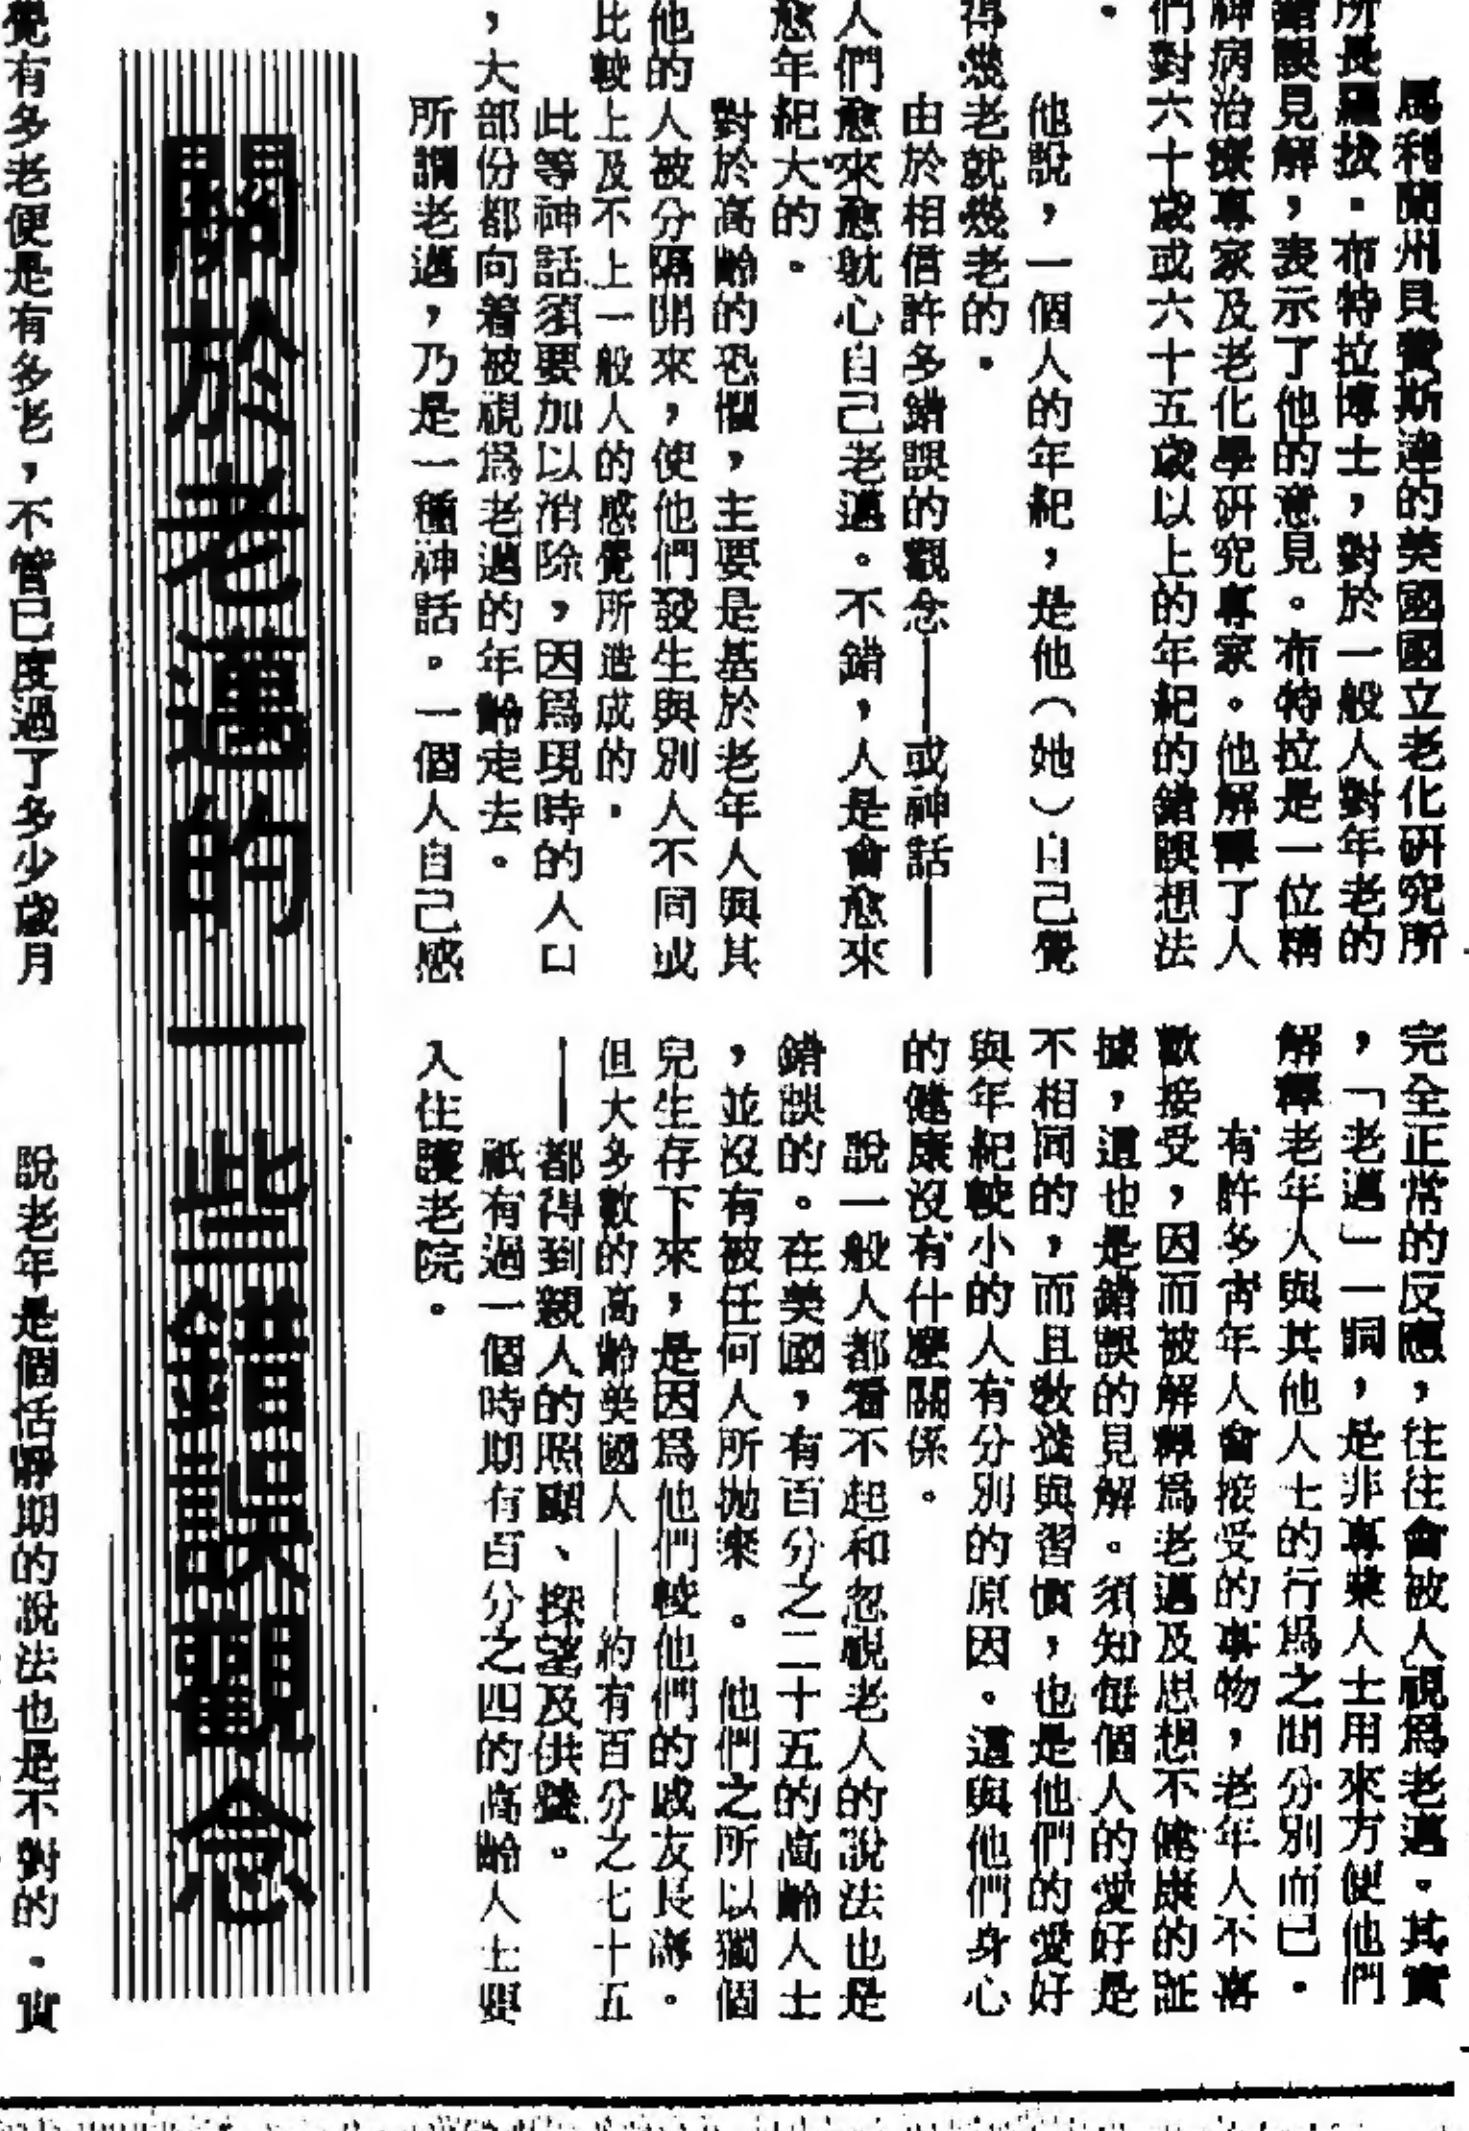 關於老邁的一些錯誤觀念
馬利蘭州貝費斯達的美國國立老化研究所
所長羅拔·布特拉博士，對於一般人對年老的
錯誤見解，表示了他的意見。布特拉是一位精
神病治療專家及老化學研究專家。他解釋了人
們對六十歲或六十五歲以上的年紀的錯誤想法
。
他說，一個人的年紀，是他（她）自己覺
得幾老就幾老的。
由於相信許多錯誤的觀念——或神話——
人們愈來愈躭心自己老邁。不錯，人是會愈來
愈年紀大的。
對於高齡的恐懼，主要是基於老年人與其
他的人被分隔開來，使他們發生與別人不同或
比較上及不上一般人的感覺所造成的。
此等神話須要加以消除，因爲現時的人口
，大部份都向着被視爲老邁的年齡走去。
所謂老邁，乃是一種神話。一個人自己感
覺有多老便是有多老，不管已度過了多少歲月
完全正常的反應，往往會被人視爲老邁。其實
，「老邁」一詞，是非專業人士用來方便他們
解釋老年人與其他人士的行爲之間分別而已。
有許多青年人會接受的事物，老年人不喜
歡接受，因而被解釋爲老邁及思想不健康的証
據，這也是錯誤的見解。須知每個人的愛好是
不相同的，而且教養與習慣，也是他們的愛好
與年紀較小的人有分別的原因。這與他們身心
的健康沒有什麼關係。
說一般人都看不起和忽視老人的說法也是
錯誤的。在美國，有百分之二十五的高齡人士
，並沒有被任何人所拋棄。他們之所以獨個
兒生存下來，是因爲他們較他們的戚友長壽。
但大多數的高齡美國人——約有百分之七十五
——都得到親人的照顧、探望及供養。
祇有過一個時期有百分之四的高齡人士要
入住護老院。
說老年是個恬靜期的說法也是不對的。實